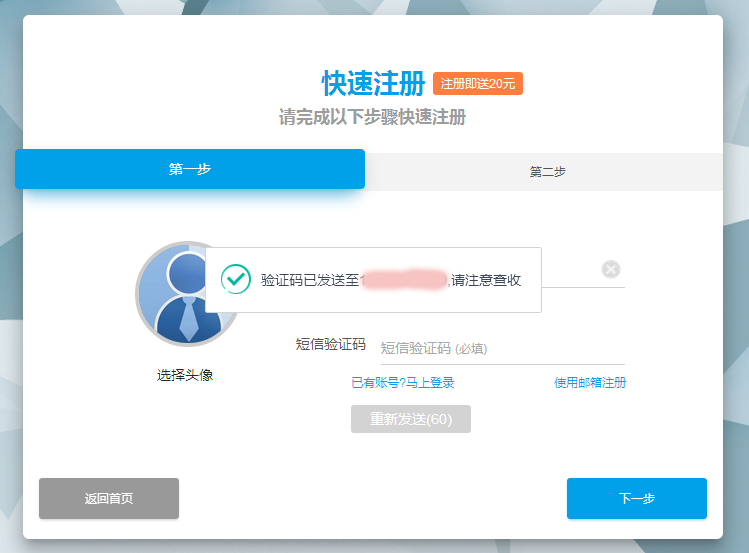 快速注册 注册即送20元
请完成以下步骤快速注册
第一步 第二步
验证码已发送至 ,请注意查收
短信验证码 短信验证码 (必填)
选择头像 已有账号?马上登录 使用邮箱注册
重新发送(60)
返回首页 下一步